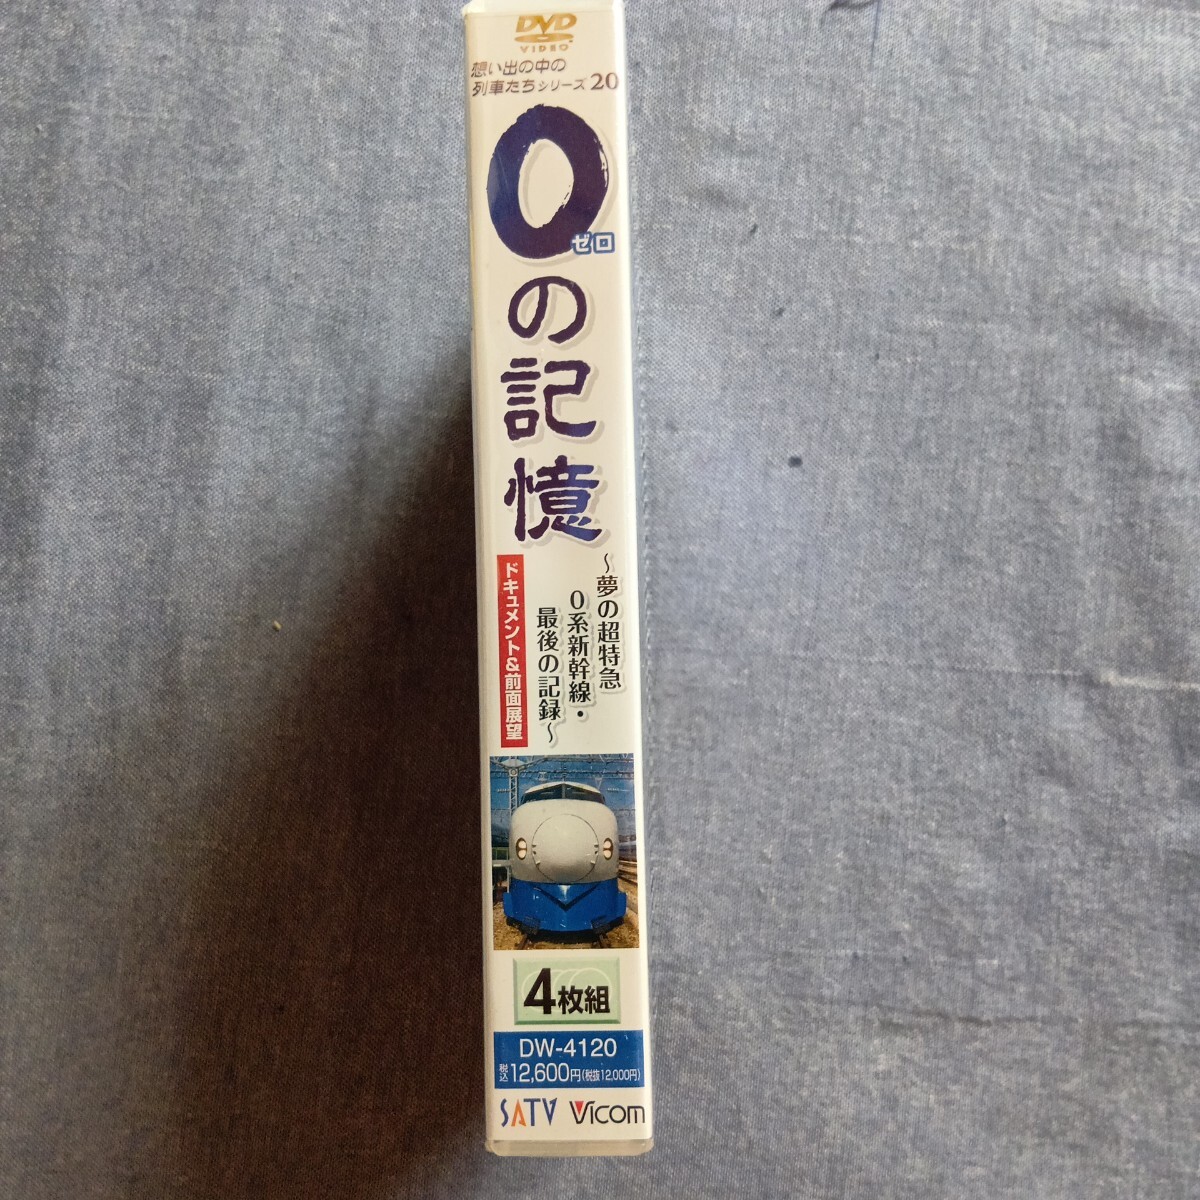 DVD
VIDEO
想い出の中の
列車たちシリーズ20
0
ゼロ
の記憶
～夢の超特急
0系新幹線・
最後の記録～
ドキュメント&前面展望
4枚組
DW-4120
税込12,600円(税抜12,000円)
SATV Vicom